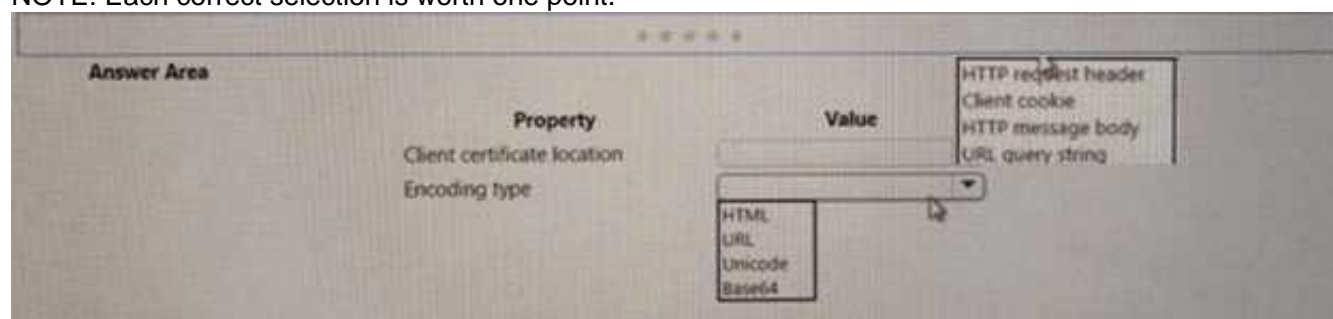 NOTE: Each correct selection is worth one point.
Answer Area
HTTP request header
Client cookie
HTTP message body
URL query string
Property Value
Client certificate location
Encoding type
HTML
URL
Unicode
Base64